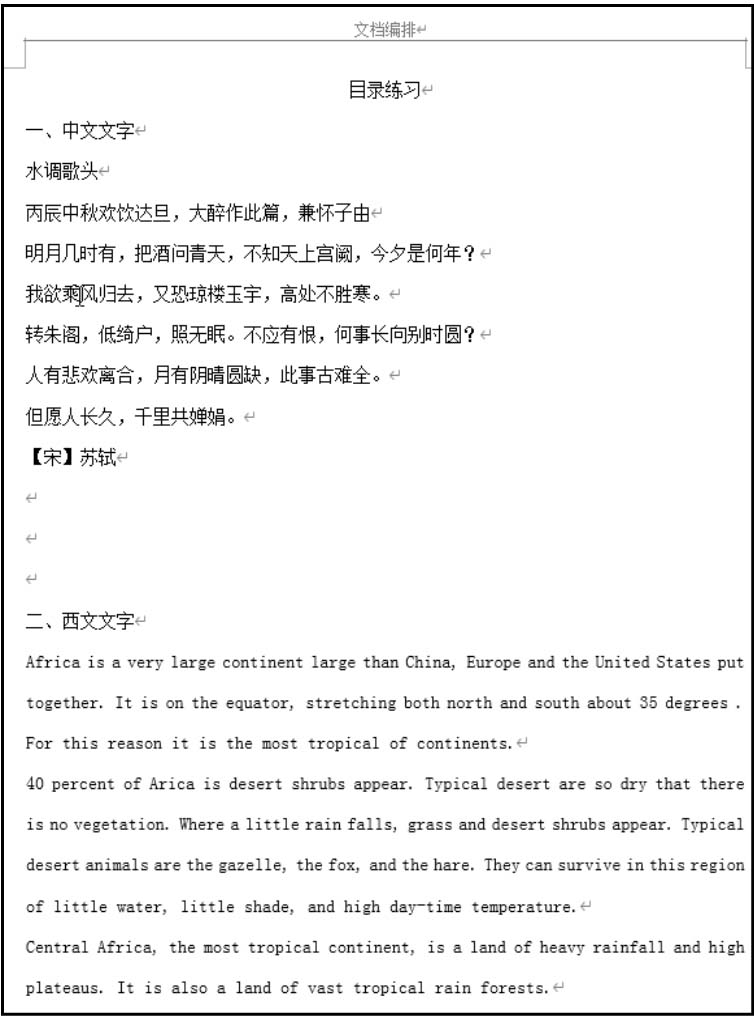 文档编排
目录练习
一、中文文字
水调歌头
丙辰中秋欢饮达旦，大醉作此篇，兼怀子由
明月几时有，把酒问青天，不知天上宫阙，今夕是何年？
我欲乘风归去，又恐琼楼玉宇，高处不胜寒。
转朱阁，低绮户，照无眠。不应有恨，何事长向别时圆？
人有悲欢离合，月有阴晴圆缺，此事古难全。
但愿人长久，千里共婵娟。
【宋】苏轼
二、西文文字
Africa is a very large continent large than China, Europe and the United States put
together. It is on the equator, stretching both north and south about 35 degrees .
For this reason it is the most tropical of continents.
40 percent of Arica is desert shrubs appear. Typical desert are so dry that there
is no vegetation. Where a little rain falls, grass and desert shrubs appear. Typical
desert animals are the gazelle, the fox, and the hare. They can survive in this region
of little water, little shade, and high day-time temperature.
Central Africa, the most tropical continent, is a land of heavy rainfall and high
plateaus. It is also a land of vast tropical rain forests.